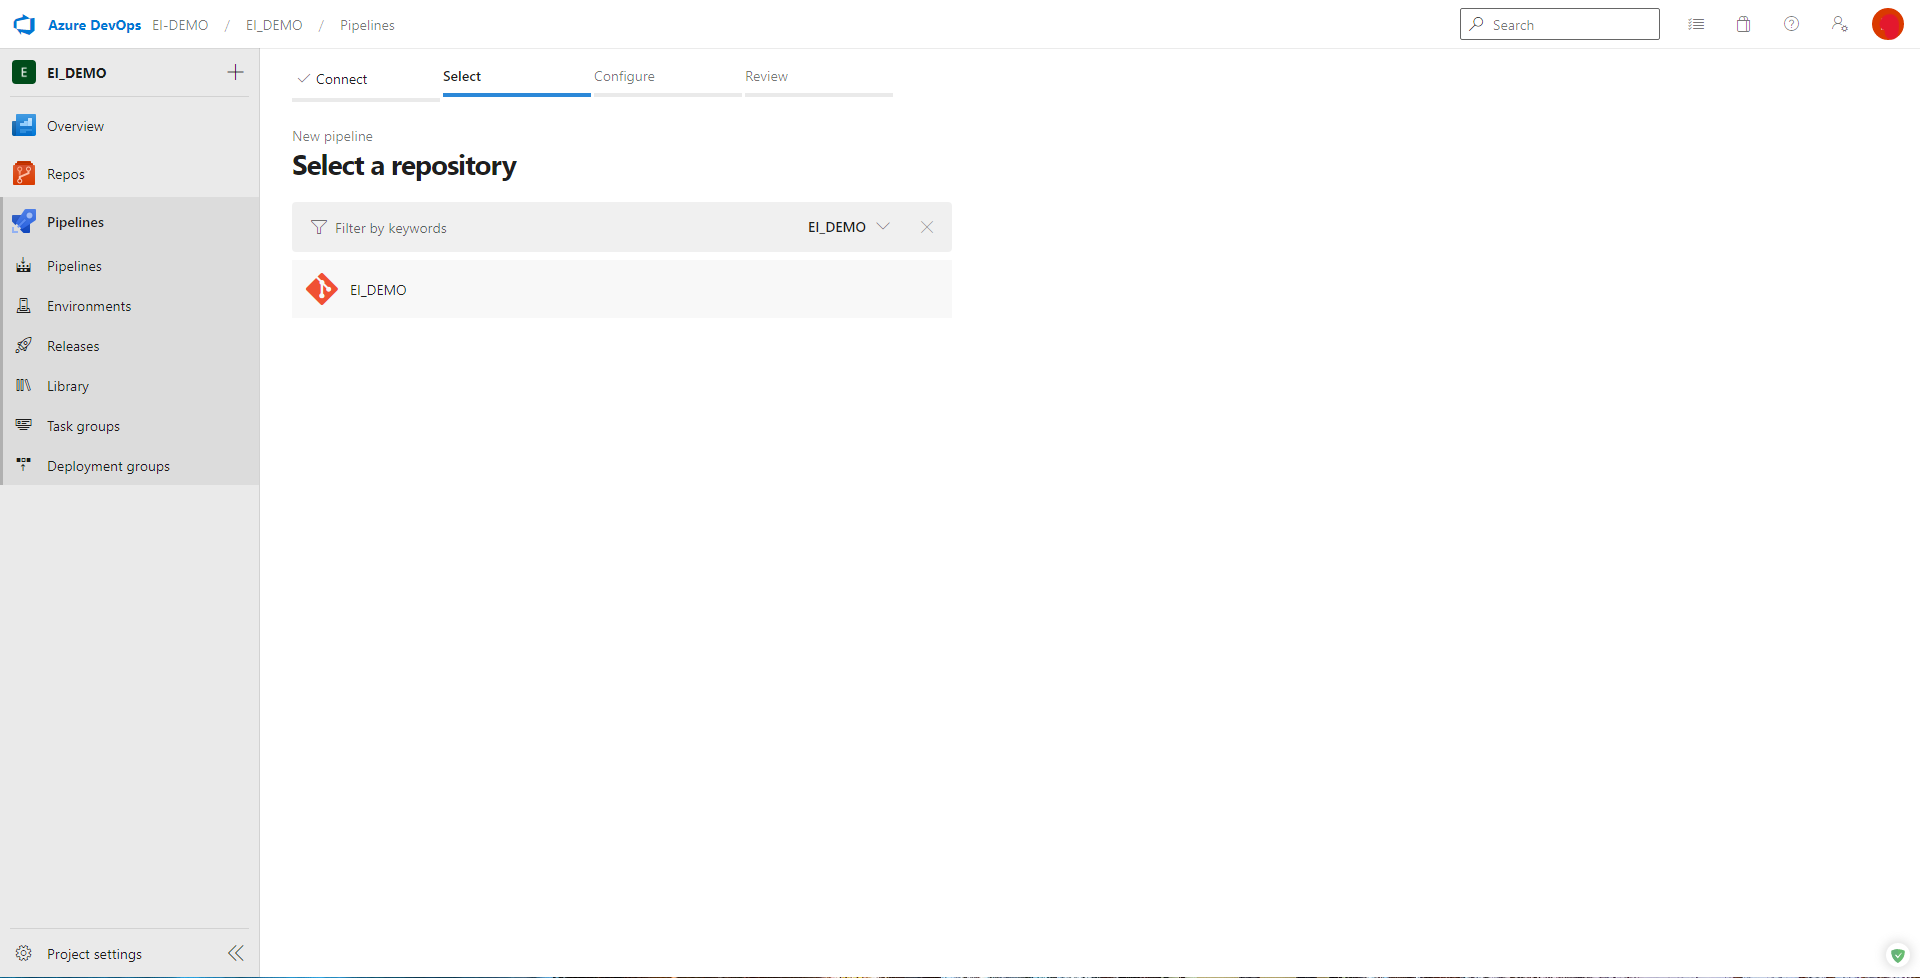 Azure DevOps EI-DEMO / EI_DEMO / Pipelines
Search
E EI_DEMO
Overview
Repos
Pipelines
Pipelines
Environments
Releases
Library
Task groups
Deployment groups
Project settings
Connect Select Configure Review
New pipeline
Select a repository
Filter by keywords EI_DEMO
EI_DEMO